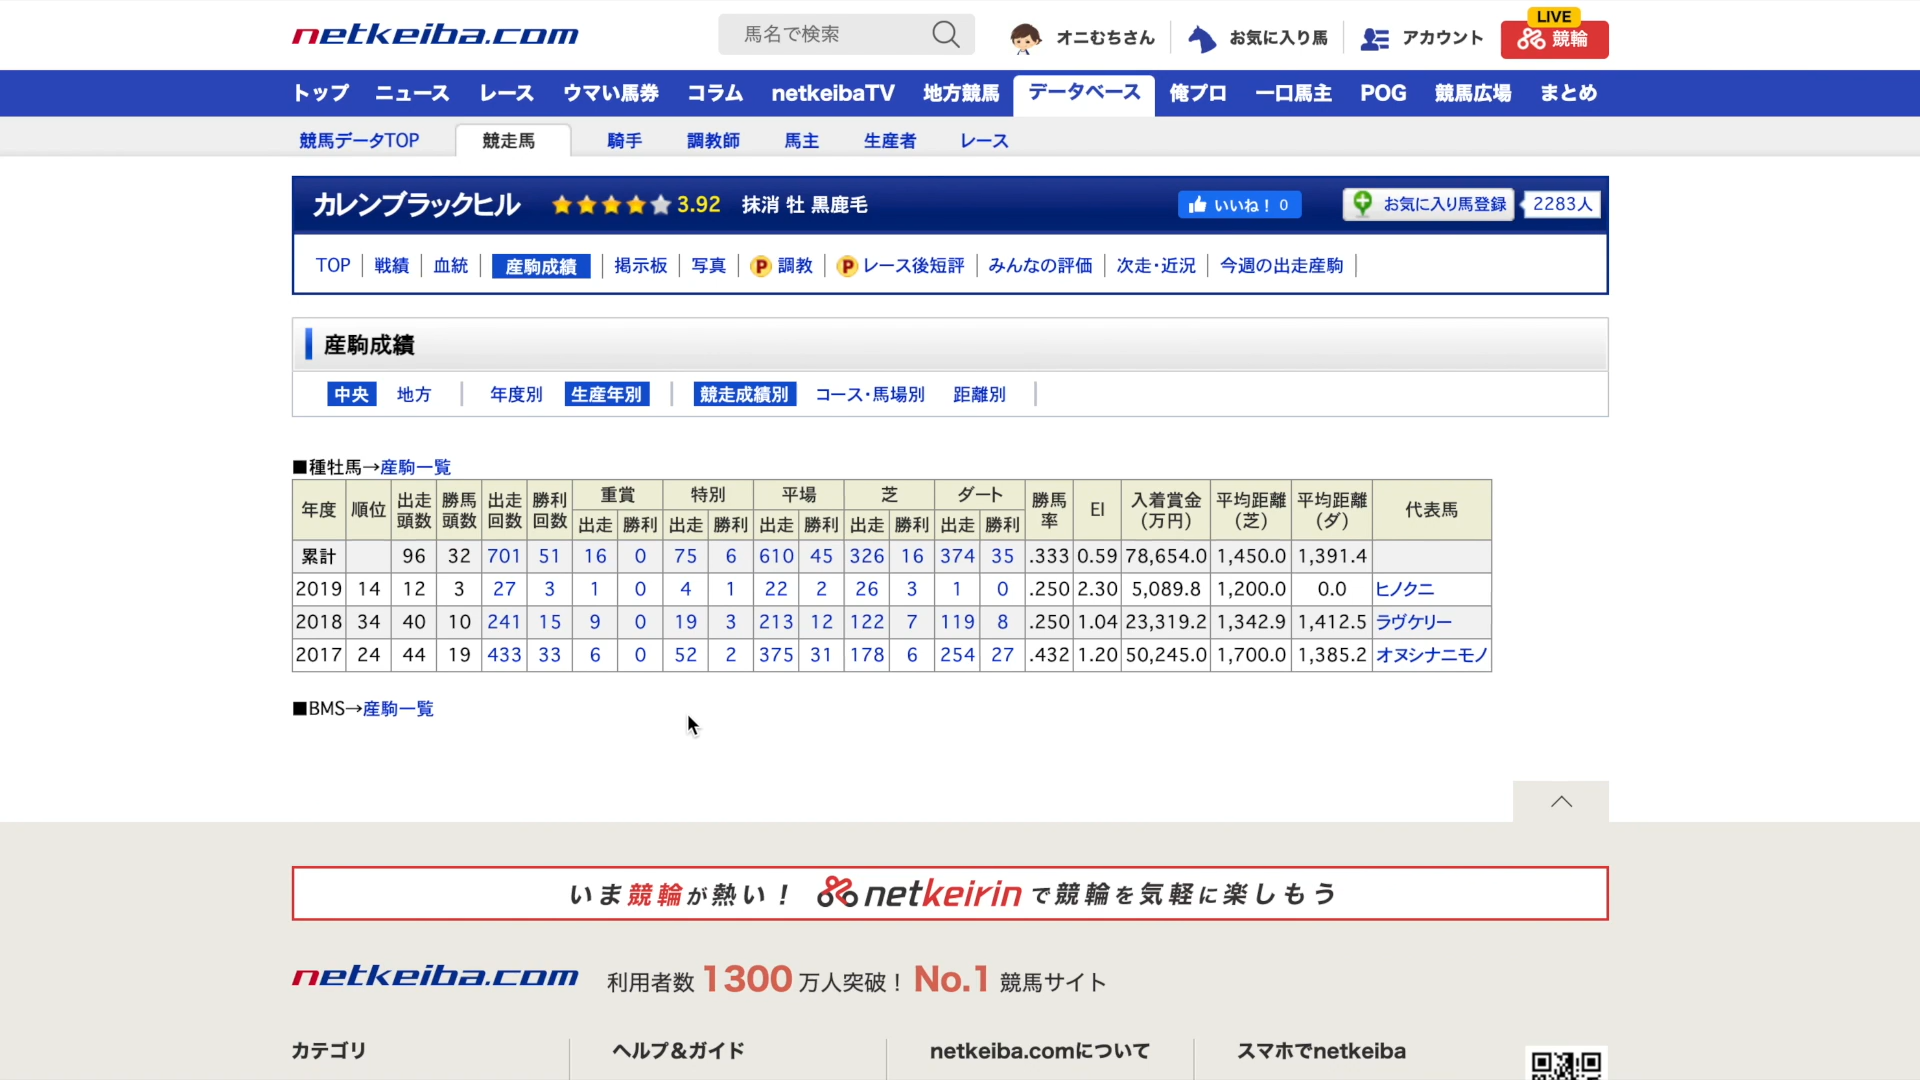 netkeiba.com 馬名で検索 オニむちさん お気に入り馬 アカウント LIVE 競輪
トップ ニュース レース ウマい馬券 コラム netkeibaTV 地方競馬 データベース 俺プロ 一口馬主 POG 競馬広場 まとめ
競馬データTOP 競走馬 騎手 調教師 馬主 生産者 レース
カレンブラックヒル 3.92 抹消 牡 黒鹿毛 いいね！ 0 お気に入り馬登録 2283人
TOP 戦績 血統 産駒成績 掲示板 写真 P 調教 P レース後短評 みんなの評価 次走・近況 今週の出走産駒
産駒成績
中央 地方 年度別 生産年別 競走成績別 コース・馬場別 距離別
■種牡馬→産駒一覧
年度 順位 出走頭数 勝馬頭数 出走回数 勝利回数 重賞 特別 平場 芝 ダート 勝馬率 EI 入着賞金(万円) 平均距離(芝) 平均距離(ダ) 代表馬
出走 勝利 出走 勝利 出走 勝利 出走 勝利 出走 勝利
累計 96 32 701 51 16 0 75 6 610 45 326 16 374 35 .333 0.59 78,654.0 1,450.0 1,391.4
2019 14 12 3 27 3 1 0 4 1 22 2 26 3 1 0 .250 2.30 5,089.8 1,200.0 0.0 ヒノクニ
2018 34 40 10 241 15 9 0 19 3 213 12 122 7 119 8 .250 1.04 23,319.2 1,342.9 1,412.5 ラヴケリー
2017 24 44 19 433 33 6 0 52 2 375 31 178 6 254 27 .432 1.20 50,245.0 1,700.0 1,385.2 オヌシナニモノ
■BMS→産駒一覧
いま競輪が熱い！ netkeirinで競輪を気軽に楽しもう
netkeiba.com 利用者数1300万人突破！No.1競馬サイト
カテゴリ ヘルプ＆ガイド netkeiba.comについて スマホでnetkeiba